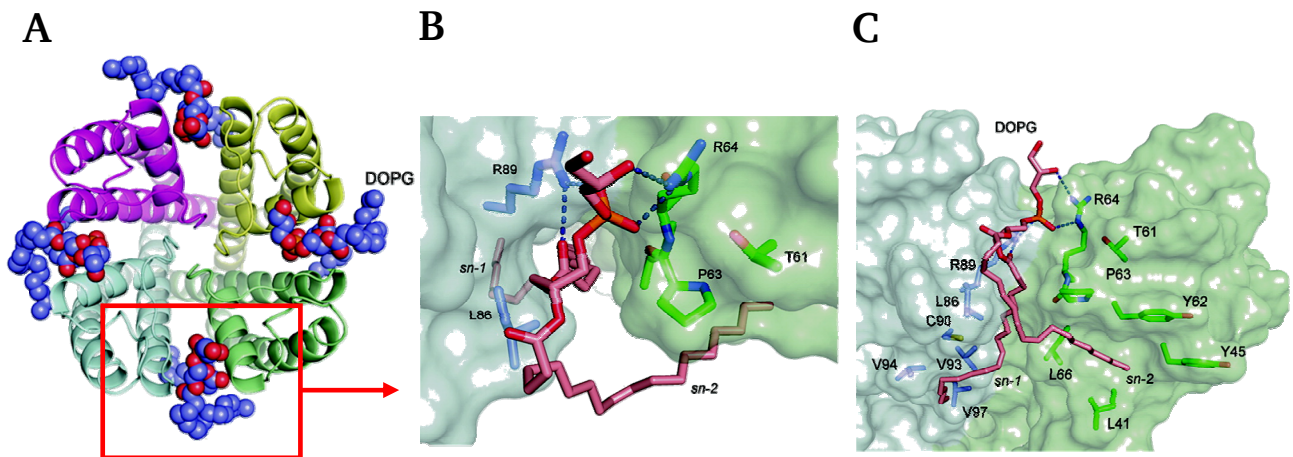 A
B
C
DOPG
R89
R64
T61
sn-1
P63
L86
sn-2
DOPG
R64
T61
R89
P63
L86
Y62
C90
Y45
V94
V93
L66
sn-1
sn-2
V97
L41